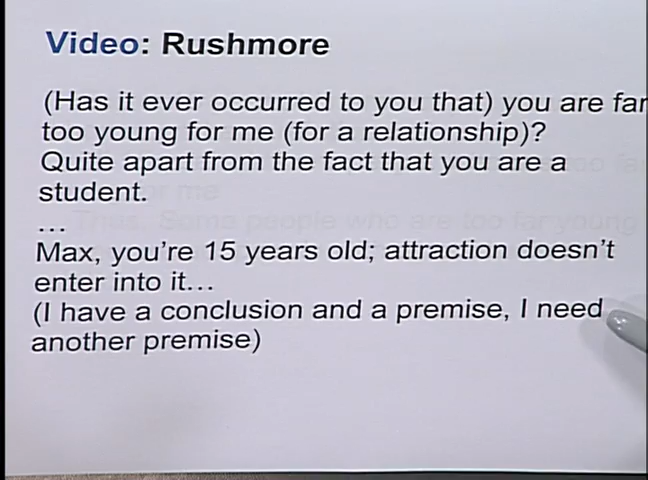 Video: Rushmore
(Has it ever occurred to you that) you are far
too young for me (for a relationship)?
Quite apart from the fact that you are a
student.
...
Max, you're 15 years old; attraction doesn't
enter into it...
(I have a conclusion and a premise, I need
another premise)